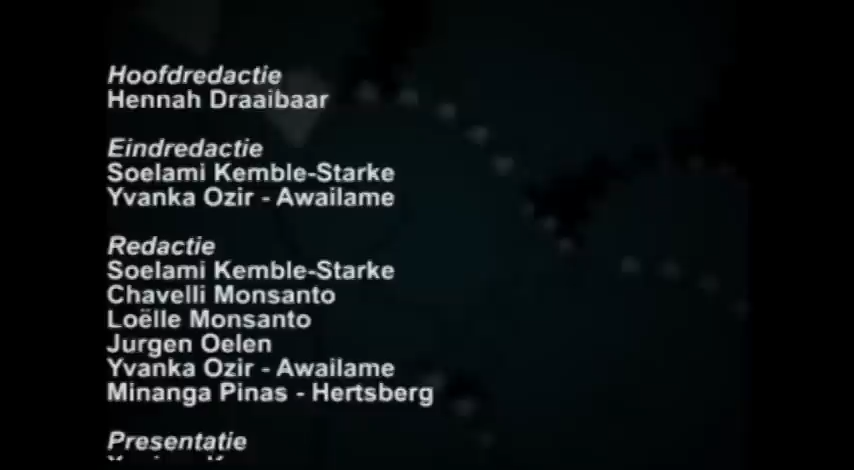 Hoofdredactie
Hennah Draaibaar
Eindredactie
Soelami Kemble-Starke
Yvanka Ozir - Awailame
Redactie
Soelami Kemble-Starke
Chavelli Monsanto
Loëlle Monsanto
Jurgen Oelen
Yvanka Ozir - Awailame
Minanga Pinas - Hertsberg
Presentatie